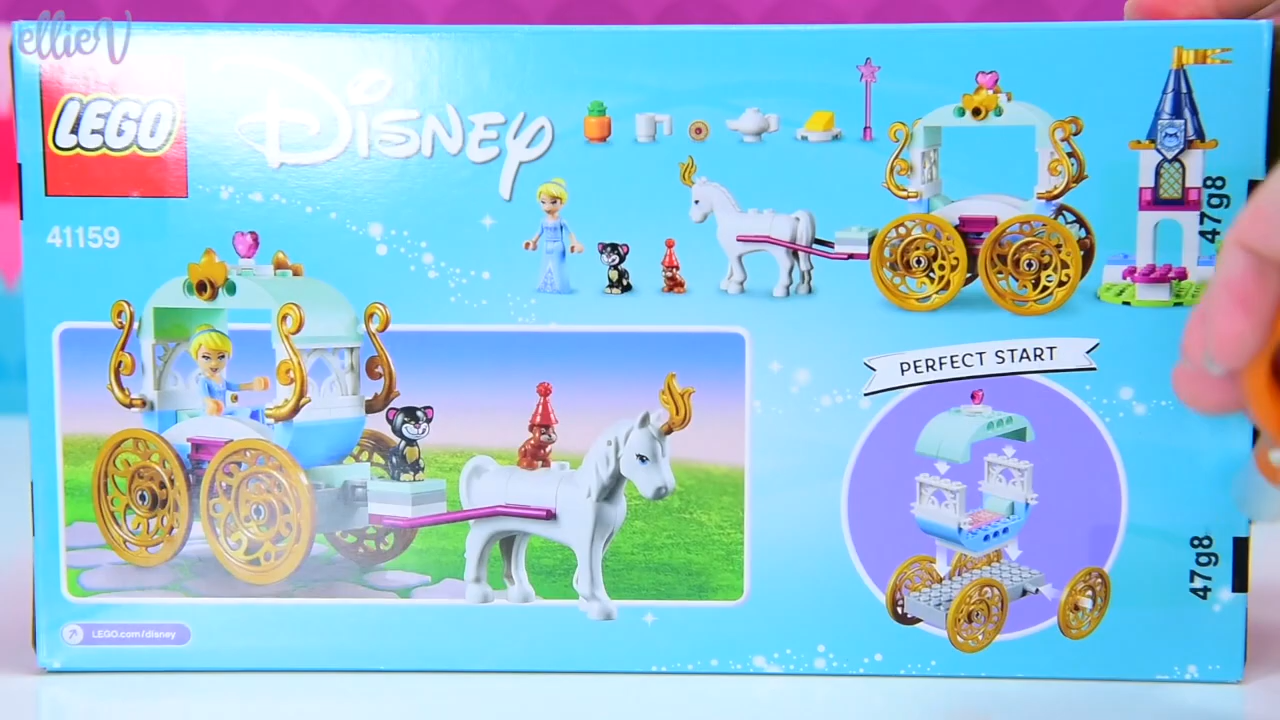 ellieV
LEGO
Disney
41159
47g8
PERFECT START
47g8
LEGO.com/disney